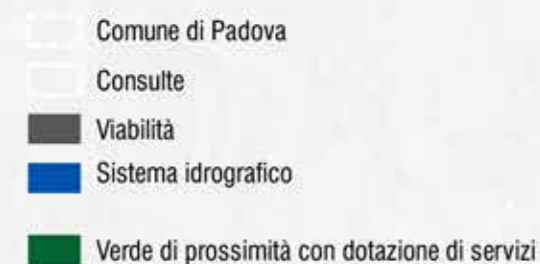 Comune di Padova
Consulte
Viabilità
Sistema idrografico
Verde di prossimità con dotazione di servizi